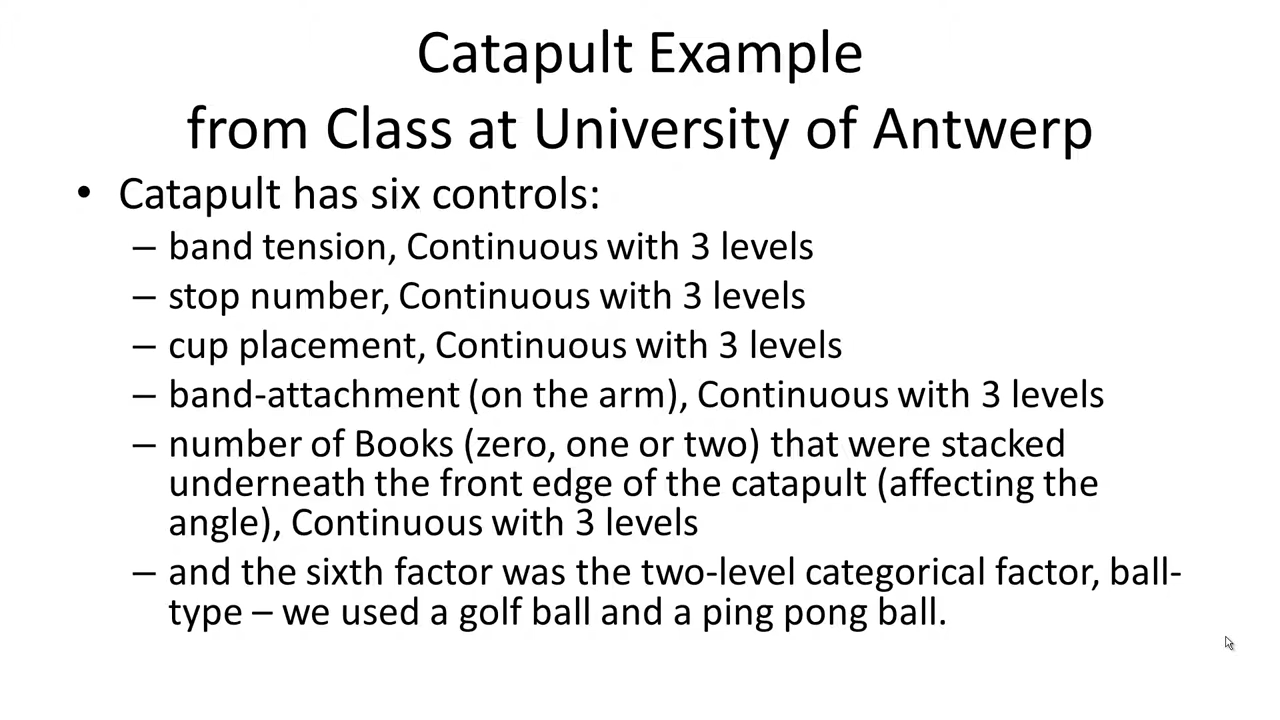 Catapult Example
from Class at University of Antwerp
• Catapult has six controls:
– band tension, Continuous with 3 levels
– stop number, Continuous with 3 levels
– cup placement, Continuous with 3 levels
– band-attachment (on the arm), Continuous with 3 levels
– number of Books (zero, one or two) that were stacked
underneath the front edge of the catapult (affecting the
angle), Continuous with 3 levels
– and the sixth factor was the two-level categorical factor, ball-
type – we used a golf ball and a ping pong ball.